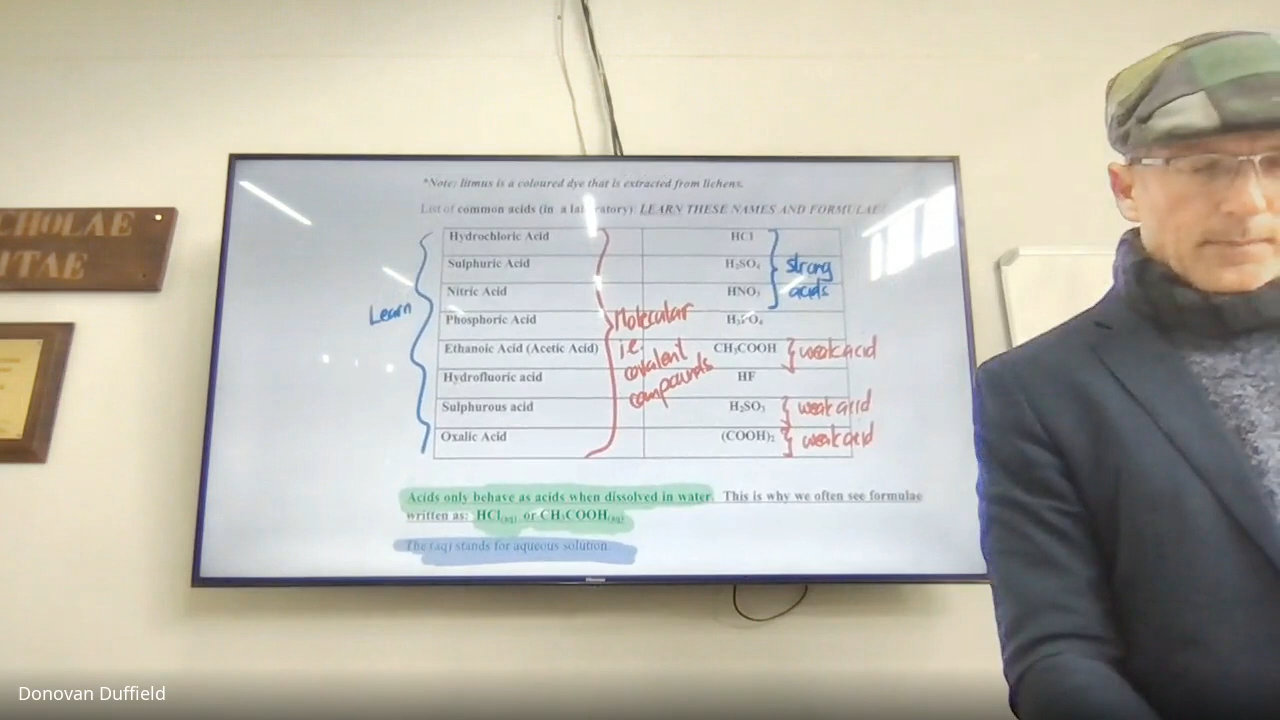 CHOLAE
ITAE
*Note: litmus is a coloured dye that is extracted from lichens.
List of common acids (in a laboratory): LEARN THESE NAMES AND FORMULAE
Hydrochloric Acid HCl
Sulphuric Acid H₂SO₄
Nitric Acid HNO₃
Phosphoric Acid H₃PO₄
Ethanoic Acid (Acetic Acid) CH₃COOH
Hydrofluoric acid HF
Sulphurous acid H₂SO₃
Oxalic Acid (COOH)₂
Learn
Molecular
i.e.
covalent
compounds
strong
acids
weak acid
weak acid
weak acid
Acids only behave as acids when dissolved in water. This is why we often see formulae
written as: HCl(aq) or CH₃COOH(aq)
The (aq) stands for aqueous solution.
Hisense
Donovan Duffield